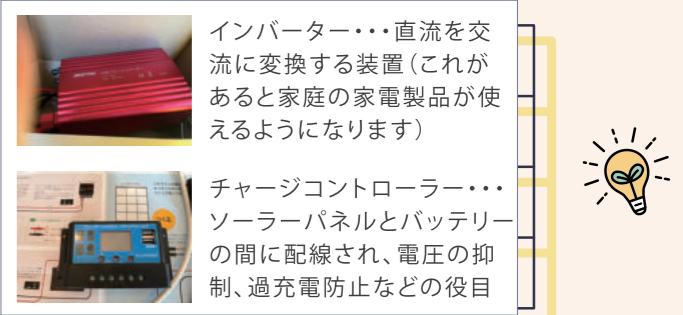 インバーター・・・直流を交
流に変換する装置（これが
あると家庭の家電製品が使
えるようになります）
チャージコントローラー・・・
ソーラーパネルとバッテリー
の間に配線され、電圧の抑
制、過充電防止などの役目